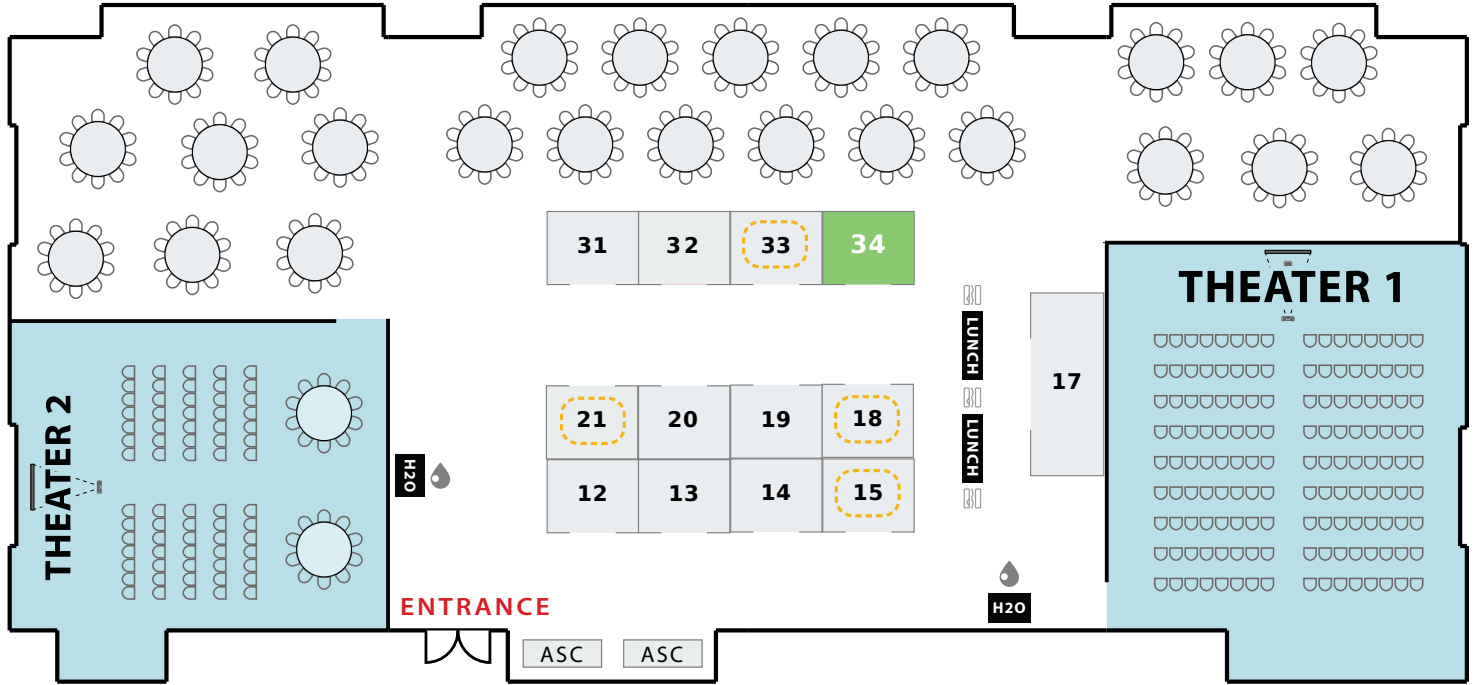 31
32
33
34
THEATER 1
LUNCH
17
21
20
19
18
THEATER 2
H2O
LUNCH
12
13
14
15
H2O
ENTRANCE
ASC
ASC